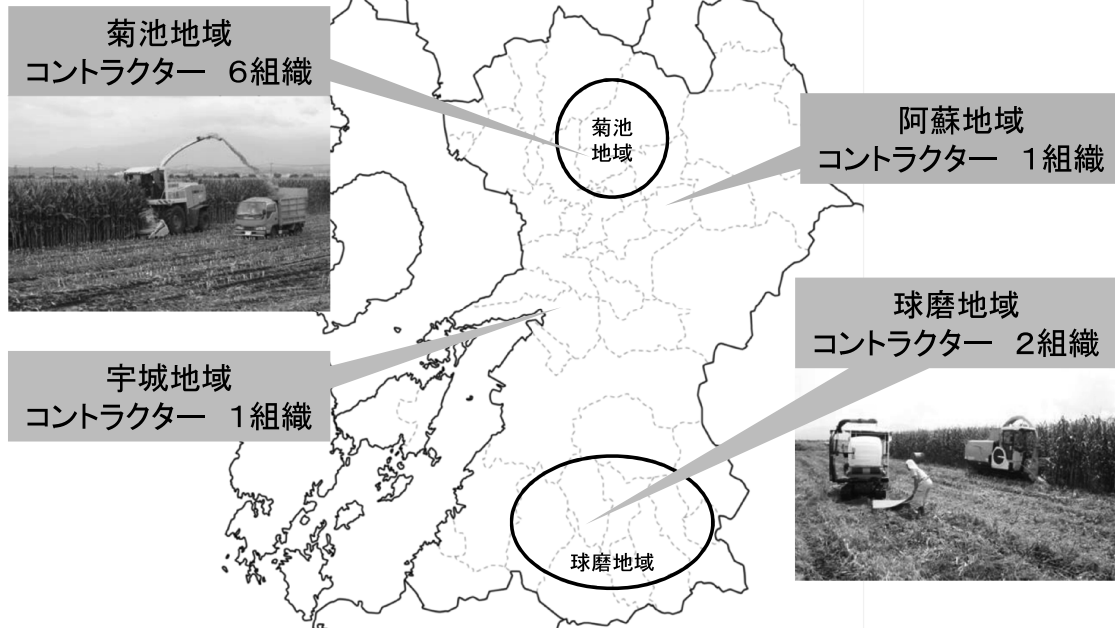 菊池地域
コントラクター　６組織
菊池
地域
阿蘇地域
コントラクター　１組織
球磨地域
コントラクター　２組織
宇城地域
コントラクター　１組織
球磨地域